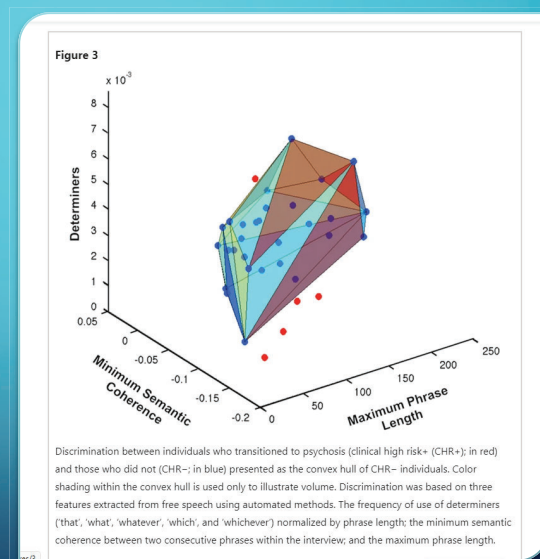 Figure 3
x 10-3
8
7
6
5
4
3
2
1
0
Determiners
0.05
0
-0.05
-0.1
-0.15
-0.2
Minimum Semantic
Coherence
0
50
100
150
200
250
Maximum Phrase
Length
Discrimination between individuals who transitioned to psychosis (clinical high risk+ (CHR+); in red)
and those who did not (CHR−; in blue) presented as the convex hull of CHR− individuals. Color
shading within the convex hull is used only to illustrate volume. Discrimination was based on three
features extracted from free speech using automated methods. The frequency of use of determiners
('that', 'what', 'whatever', 'which', and 'whichever') normalized by phrase length; the minimum semantic
coherence between two consecutive phrases within the interview; and the maximum phrase length.